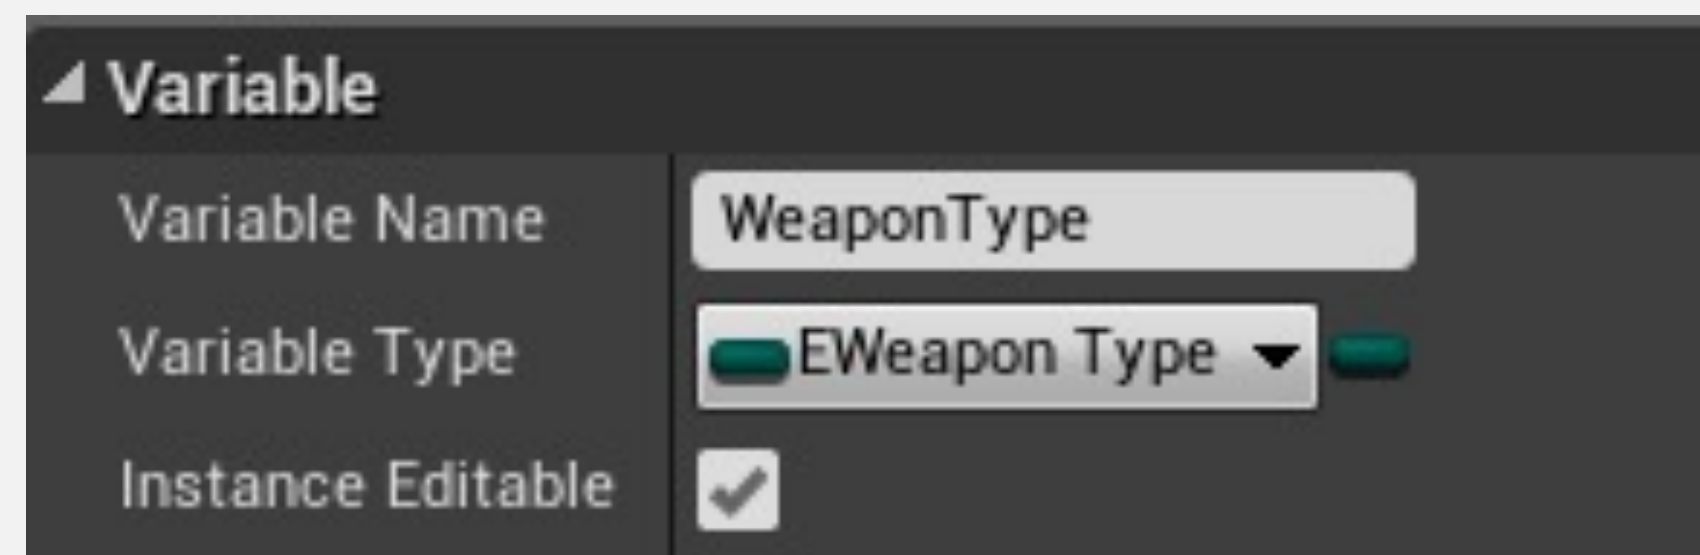 Variable
Variable Name WeaponType
Variable Type EWeapon Type
Instance Editable